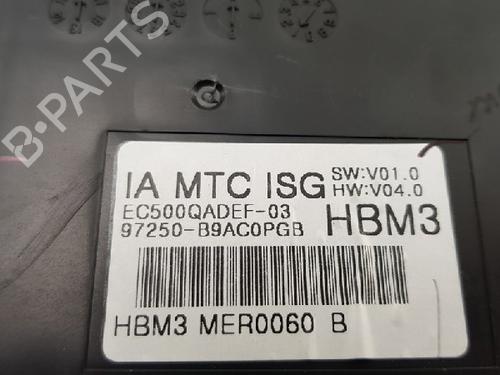 IA MTC ISG SW:V01.0
HW:V04.0
EC500QADEF-03
97250-B9AC0PGB HBM3
HBM3 MER0060 B
B-PARTS